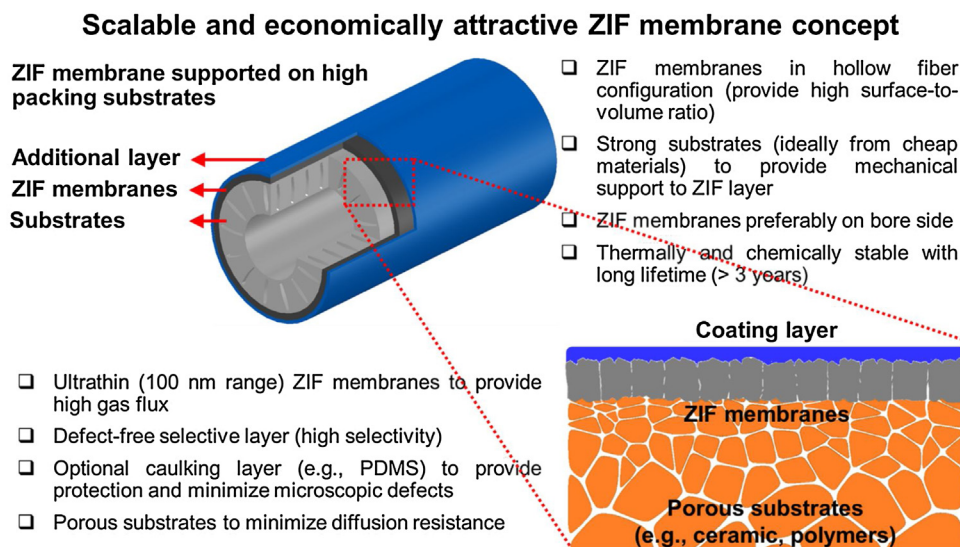 Scalable and economically attractive ZIF membrane concept
ZIF membrane supported on high
packing substrates
Additional layer
ZIF membranes
Substrates
❑ ZIF membranes in hollow fiber
configuration (provide high surface-to-
volume ratio)
❑ Strong substrates (ideally from cheap
materials) to provide mechanical
support to ZIF layer
❑ ZIF membranes preferably on bore side
❑ Thermally and chemically stable with
long lifetime (> 3 years)
❑ Ultrathin (100 nm range) ZIF membranes to provide
high gas flux
❑ Defect-free selective layer (high selectivity)
❑ Optional caulking layer (e.g., PDMS) to provide
protection and minimize microscopic defects
❑ Porous substrates to minimize diffusion resistance
Coating layer
ZIF membranes
Porous substrates
(e.g., ceramic, polymers)